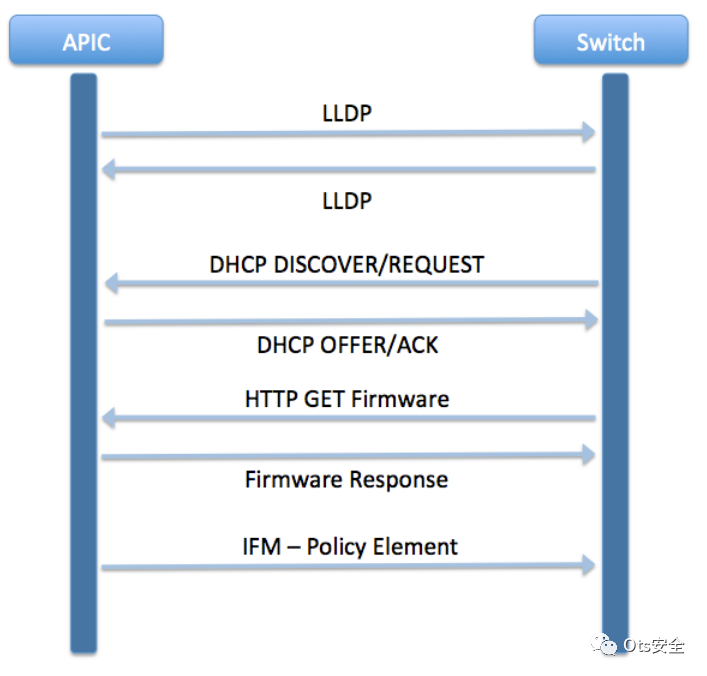 APIC
Switch
LLDP
LLDP
DHCP DISCOVER/REQUEST
DHCP OFFER/ACK
HTTP GET Firmware
Firmware Response
IFM – Policy Element
Ots安全